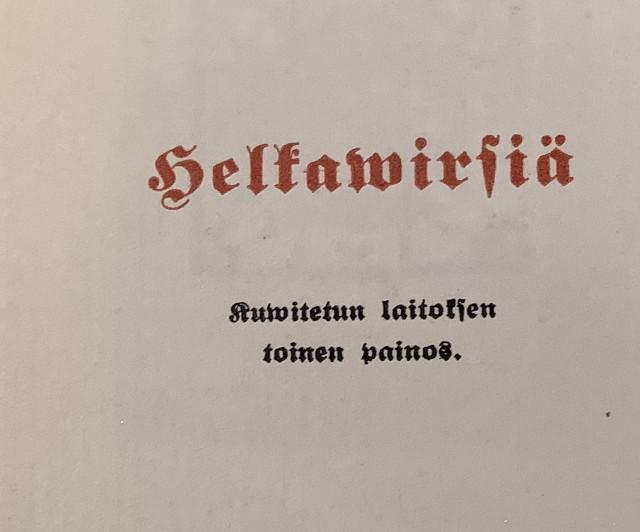 Helkawirsiä
Kuwitetun laitoksen
toinen painos.